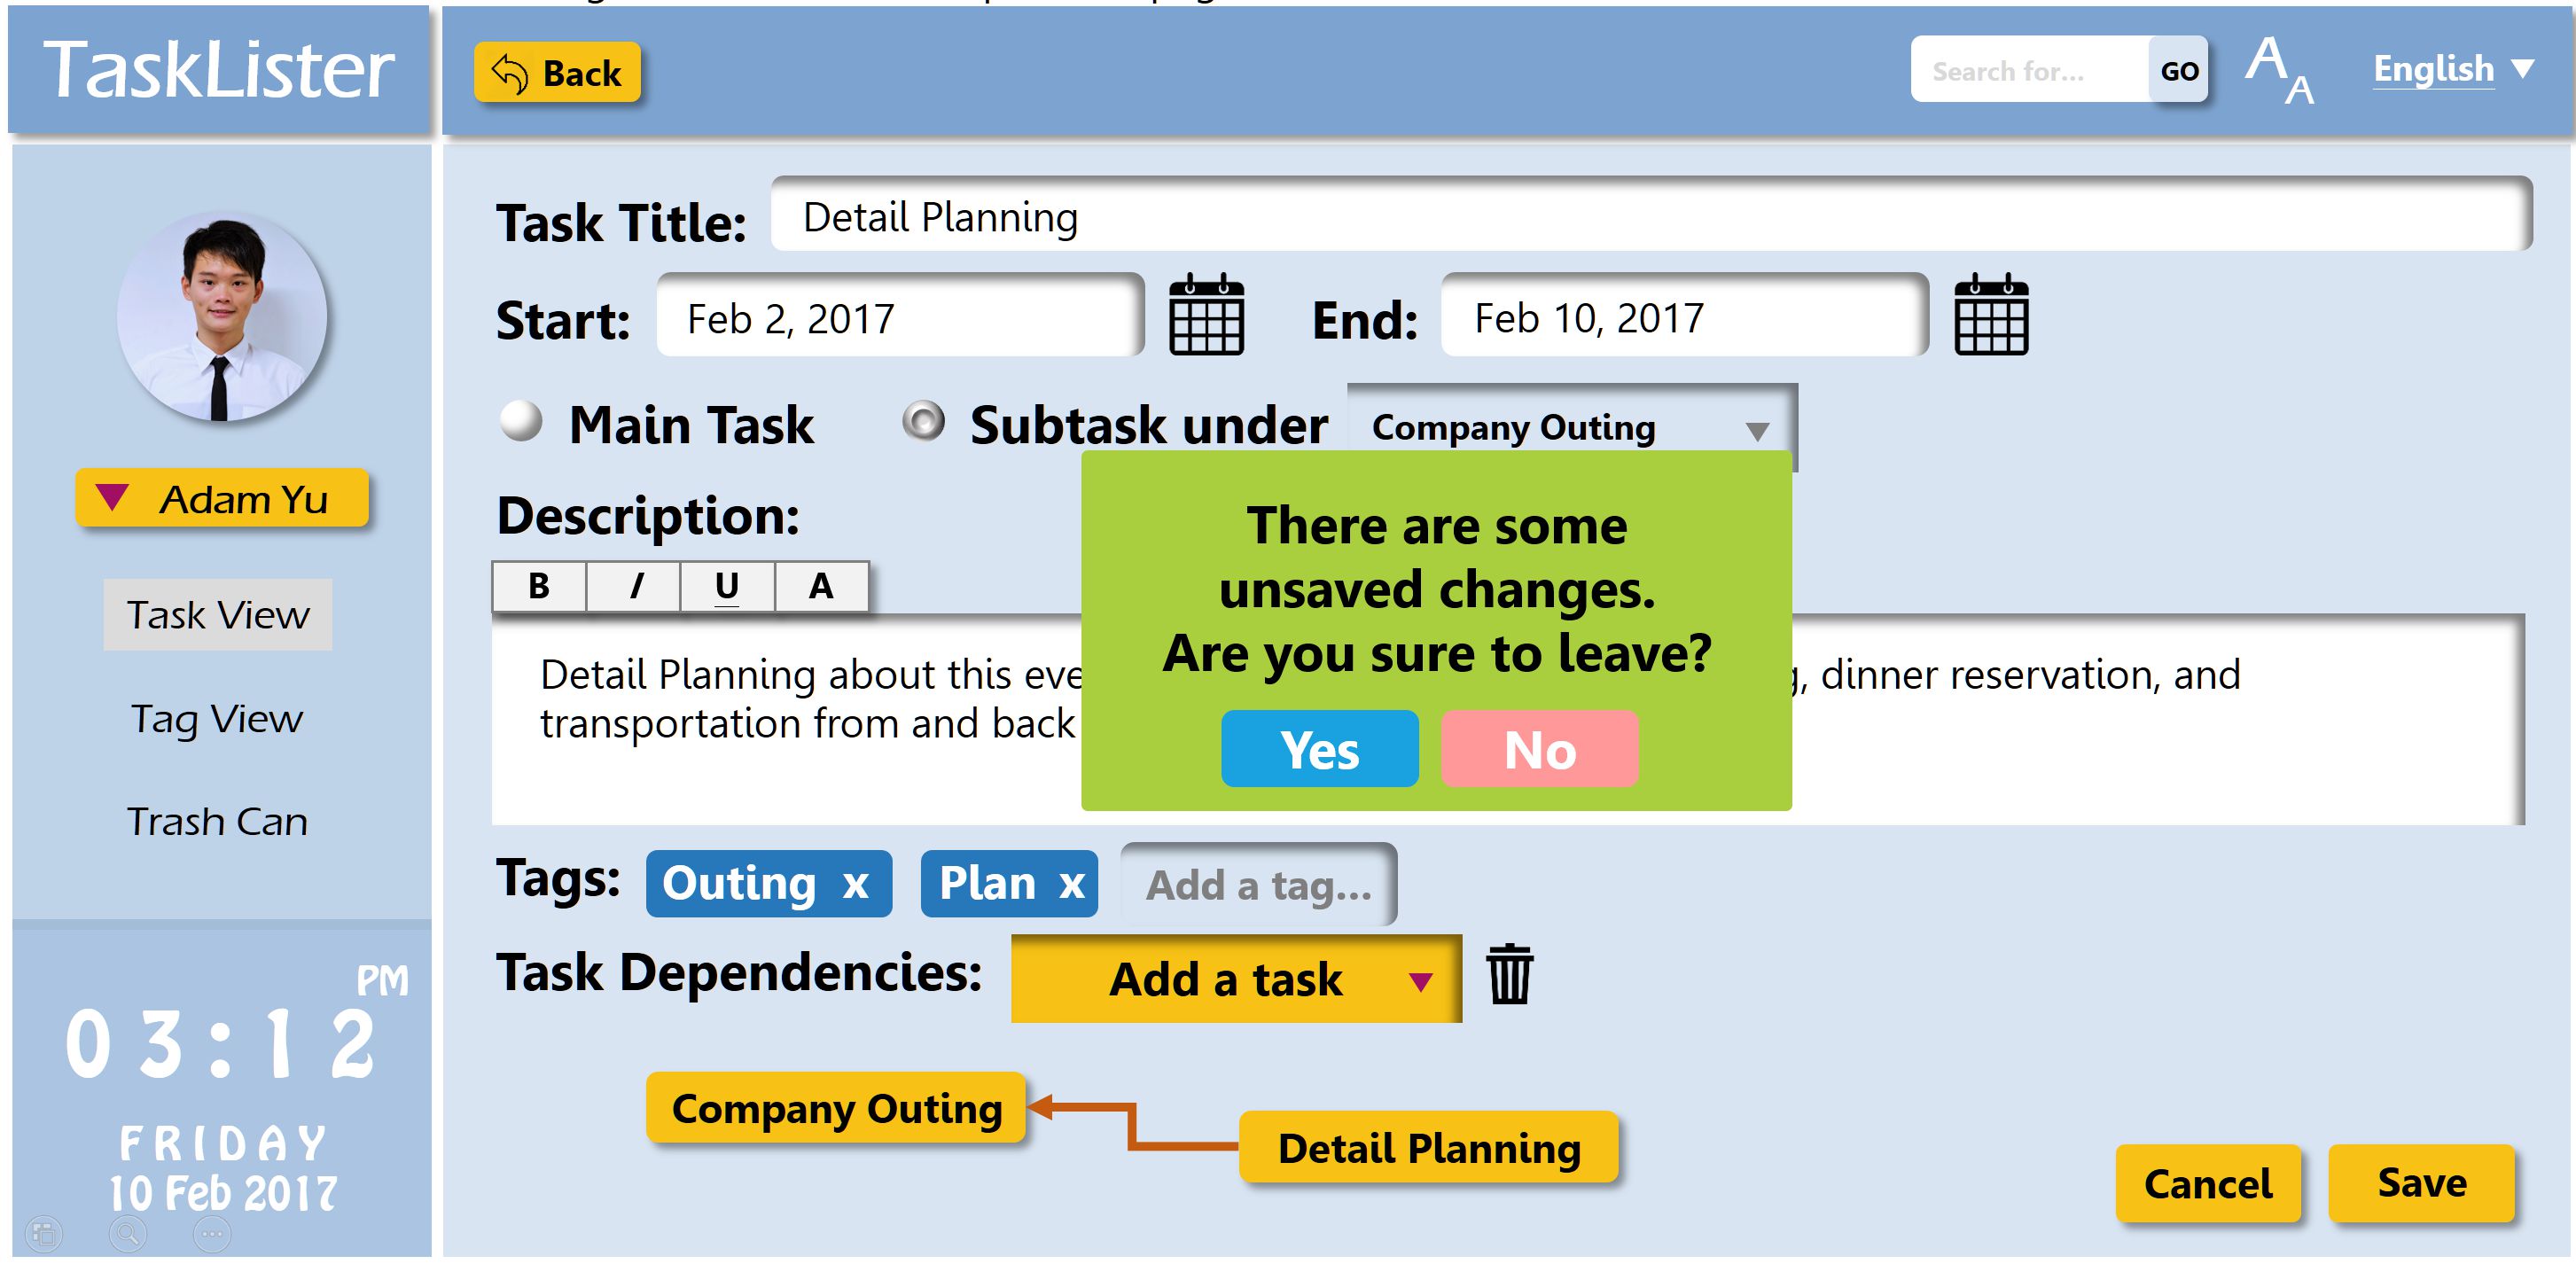 TaskLister
Back
Search for...
GO
A
A
English
Task Title:
Detail Planning
Start:
Feb 2, 2017
End:
Feb 10, 2017
Main Task
Subtask under
Company Outing
Adam Yu
Task View
Tag View
Trash Can
Description:
B I U A
There are some
unsaved changes.
Are you sure to leave?
Yes
No
Detail Planning about this
, dinner reservation, and
transportation from and back
Tags:
Outing x
Plan x
Add a tag...
Task Dependencies:
Add a task
Company Outing
Detail Planning
PM
03:12
FRIDAY
10 Feb 2017
Cancel
Save